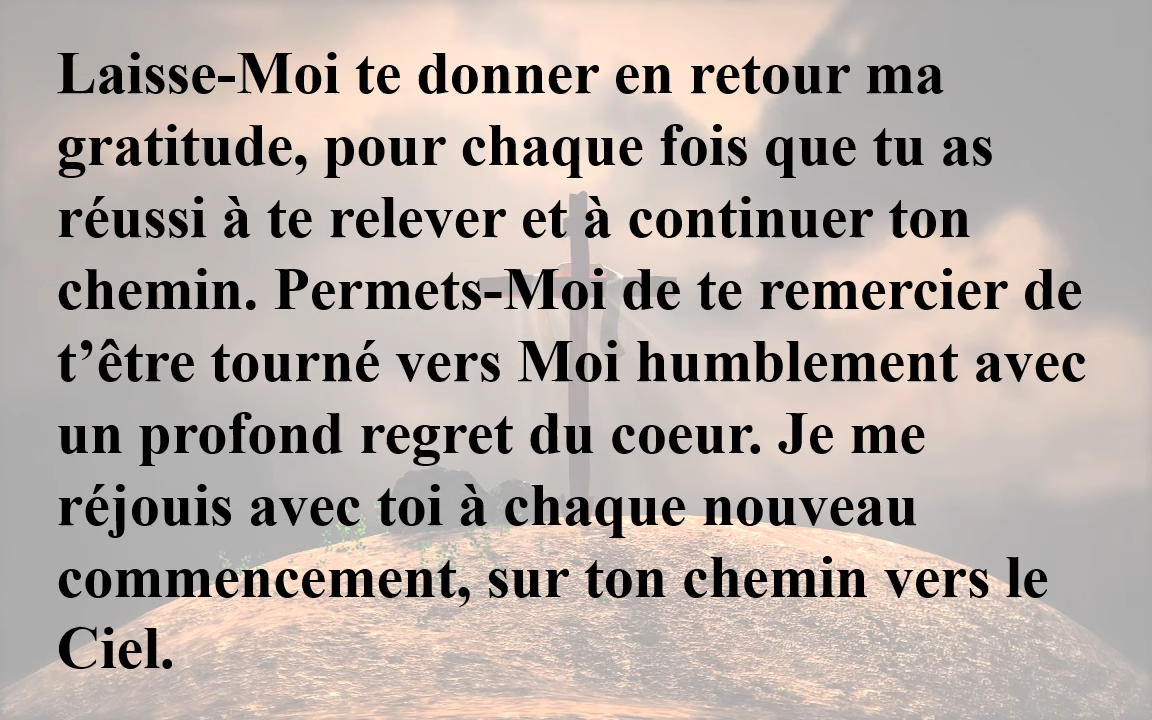 Laisse-Moi te donner en retour ma
gratitude, pour chaque fois que tu as
réussi à te relever et à continuer ton
chemin. Permets-Moi de te remercier de
t’être tourné vers Moi humblement avec
un profond regret du coeur. Je me
réjouis avec toi à chaque nouveau
commencement, sur ton chemin vers le
Ciel.